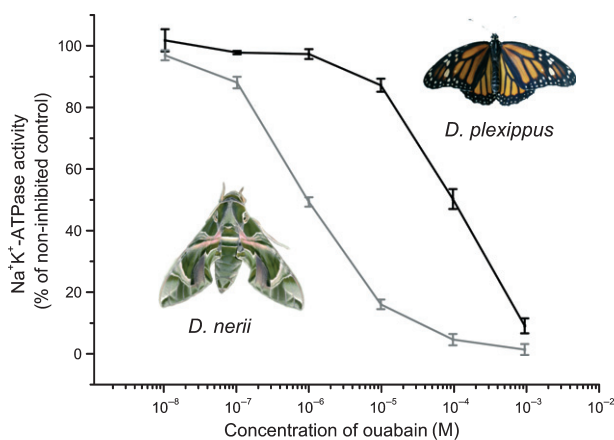 Na⁺K⁺-ATPase activity
(% of non-inhibited control)
100
80
60
40
20
0
D. plexippus
D. nerii
10⁻⁸ 10⁻⁷ 10⁻⁶ 10⁻⁵ 10⁻⁴ 10⁻³ 10⁻²
Concentration of ouabain (M)